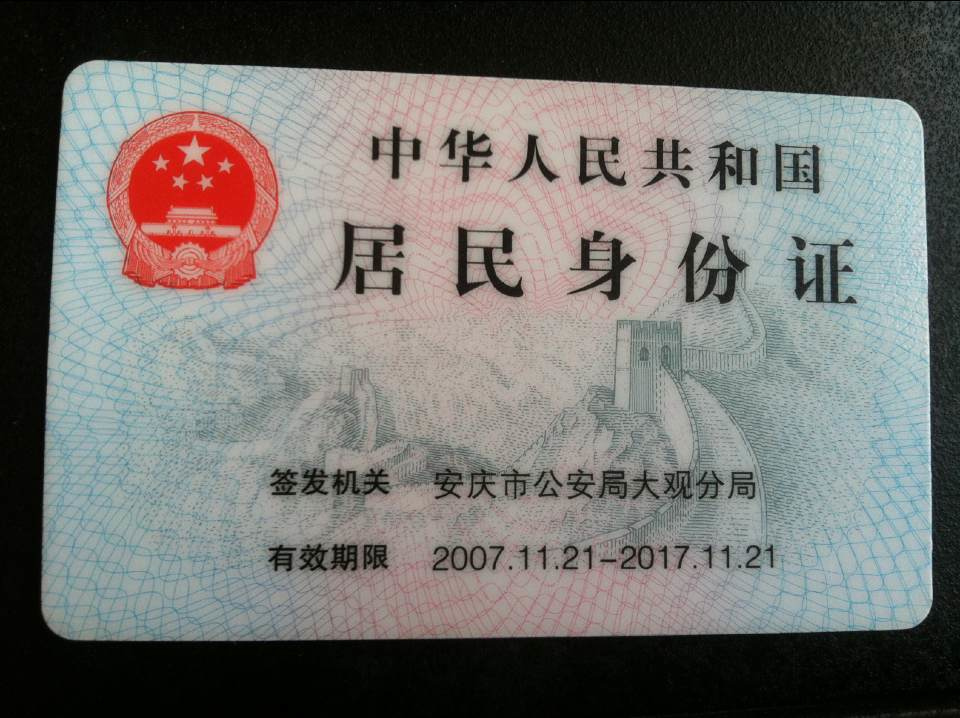 中华人民共和国
居民身份证
签发机关 安庆市公安局大观分局
有效期限 2007.11.21-2017.11.21